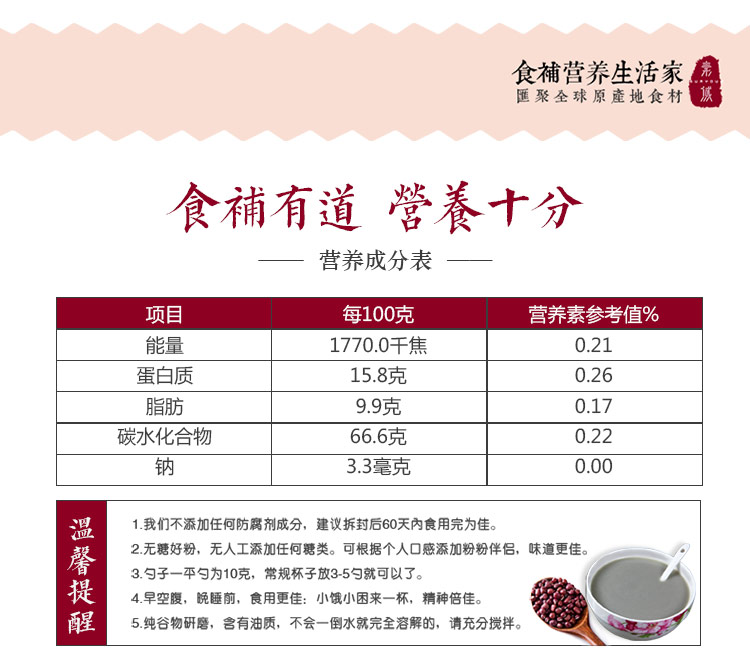 食補营养生活家
匯聚全球原產地食材
食補有道 營養十分
营养成分表
项目 每100克 营养素参考值%
能量 1770.0千焦 0.21
蛋白质 15.8克 0.26
脂肪 9.9克 0.17
碳水化合物 66.6克 0.22
钠 3.3毫克 0.00
溫馨提醒
1.我们不添加任何防腐剂成分，建议拆封后60天内食用完为佳。
2.无糖好粉，无人工添加任何糖类。可根据个人口感添加粉粉伴侣，味道更佳。
3.勺子一平勺为10克，常规杯子放3-5勺就可以了。
4.早空腹，晚睡前，食用更佳；小饿小困来一杯，精神倍佳。
5.纯谷物研磨，含有油质，不会一倒水就完全溶解的，请充分搅拌。